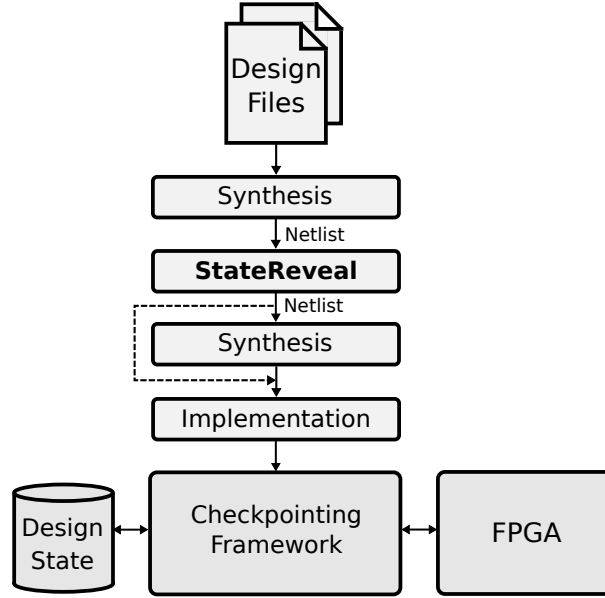 Design
Files
Synthesis
Netlist
StateReveal
Netlist
Synthesis
Implementation
Design
State
Checkpointing
Framework
FPGA